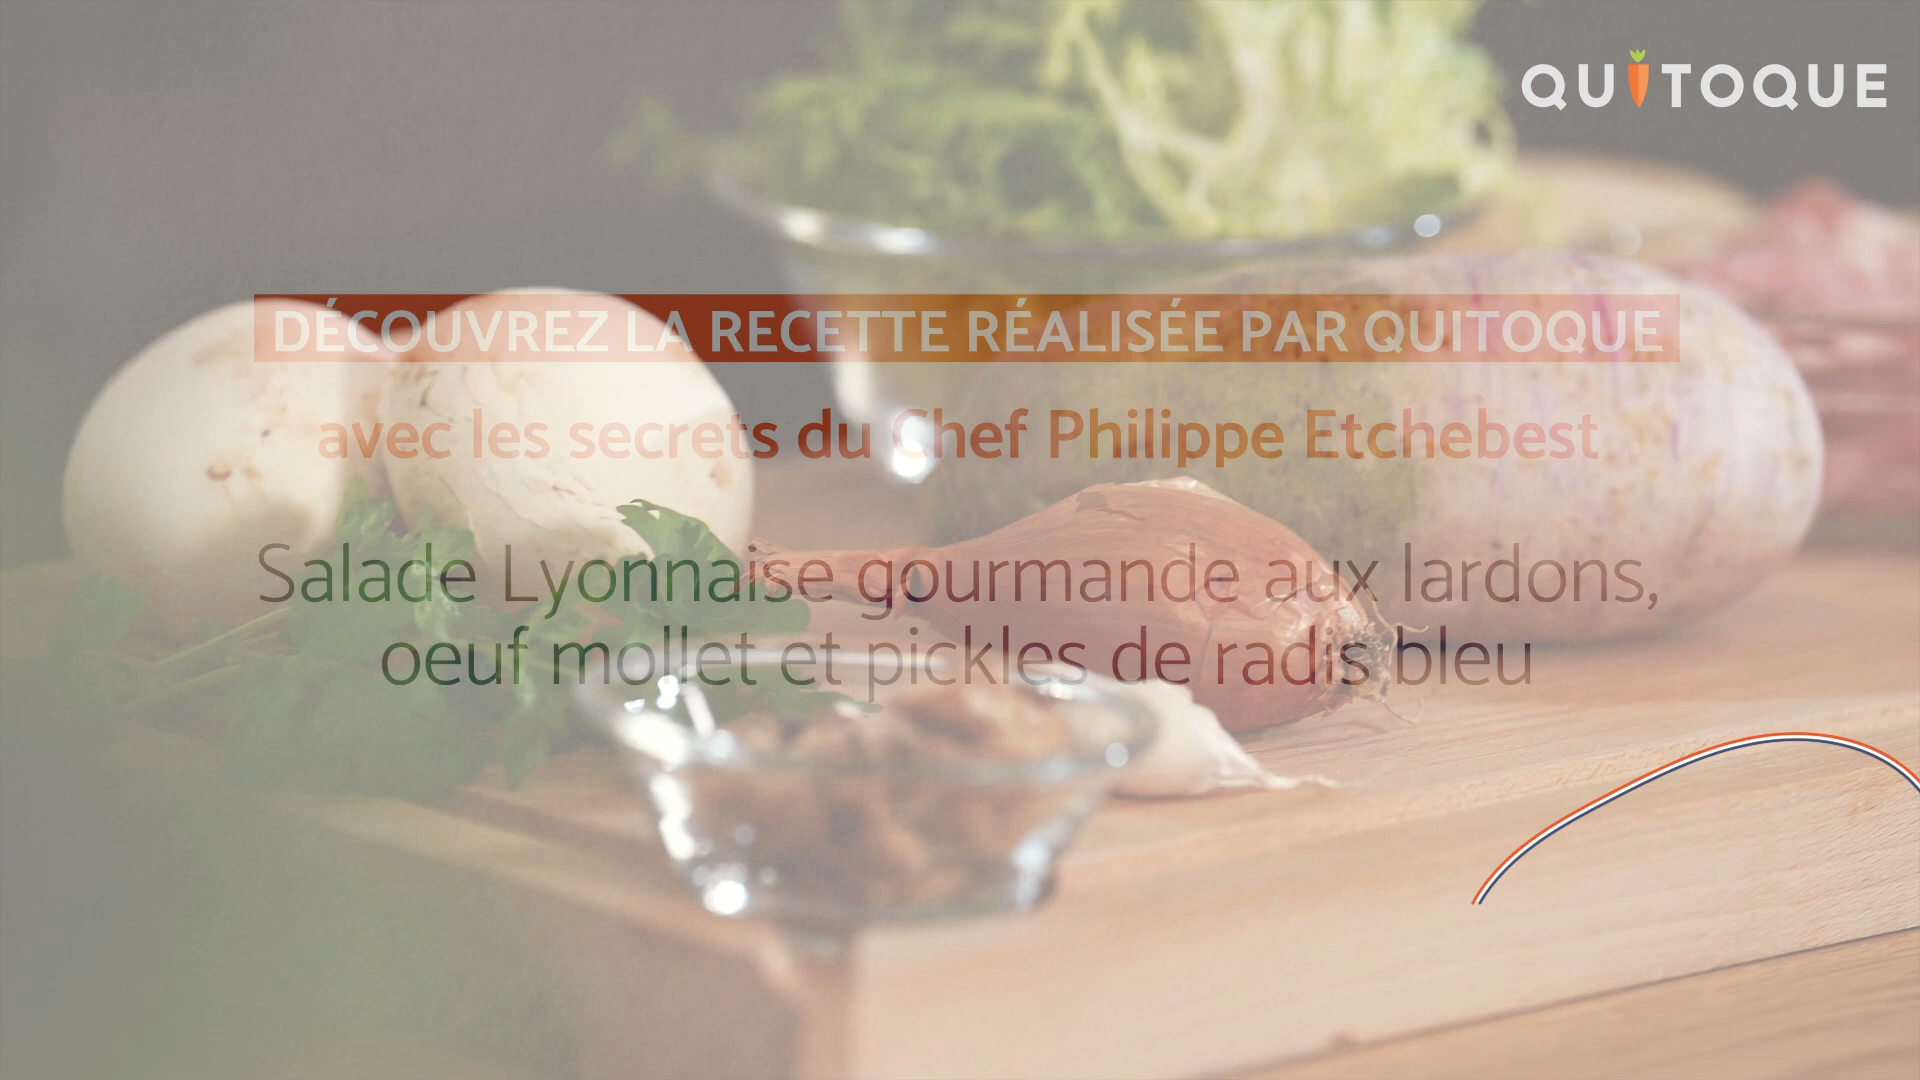 QUITOQUE
DÉCOUVREZ LA RECETTE RÉALISÉE PAR QUITOQUE
avec les secrets du Chef Philippe Etchebest
Salade Lyonnaise gourmande aux lardons,
oeuf mollet et pickles de radis bleu